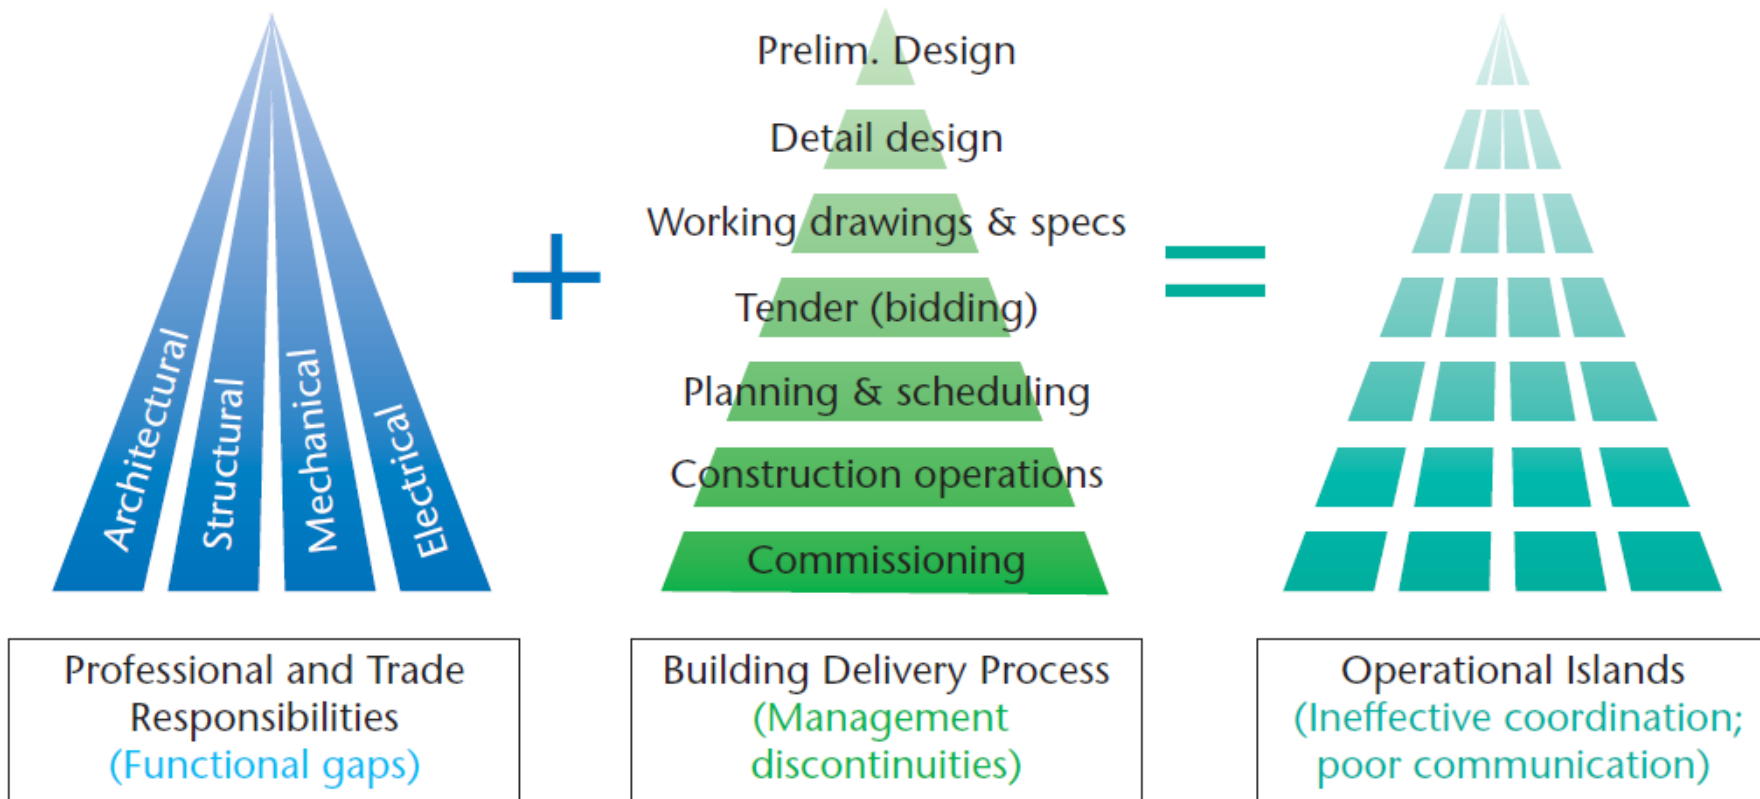 Architectural
Structural
Mechanical
Electrical
+
Prelim. Design
Detail design
Working drawings & specs
Tender (bidding)
Planning & scheduling
Construction operations
Commissioning
=
Professional and Trade
Responsibilities
(Functional gaps)
Building Delivery Process
(Management
discontinuities)
Operational Islands
(Ineffective coordination;
poor communication)